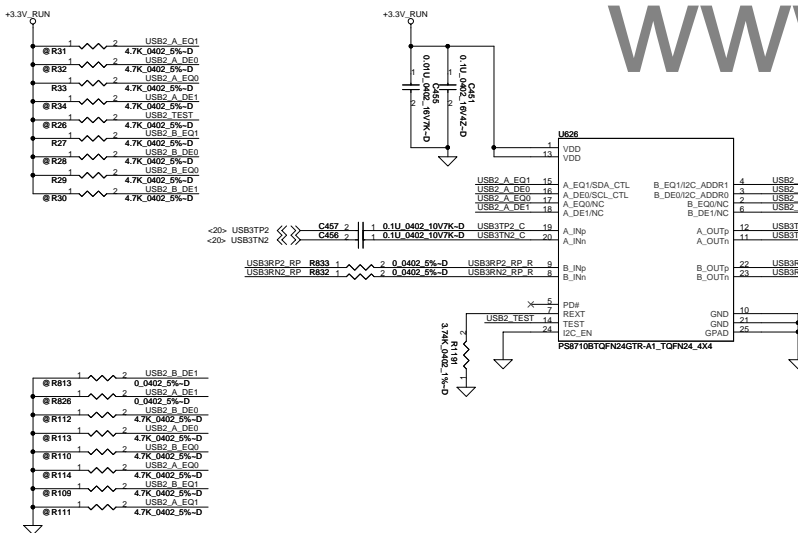 WWW
+3.3V_RUN
1 2 USB2_A_EQ1
@R31 4.7K_0402_5%~D
1 2 USB2_A_DE0
@R32 4.7K_0402_5%~D
1 2 USB2_A_EQ0
R33 4.7K_0402_5%~D
1 2 USB2_A_DE1
@R34 4.7K_0402_5%~D
1 2 USB2_TEST
@R26 4.7K_0402_5%~D
1 2 USB2_B_EQ1
R27 4.7K_0402_5%~D
1 2 USB2_B_DE0
@R28 4.7K_0402_5%~D
1 2 USB2_B_EQ0
R29 4.7K_0402_5%~D
1 2 USB2_B_DE1
@R30 4.7K_0402_5%~D
+3.3V_RUN
1 2 C455 0.01U_0402_16V7K~D
1 2 C451 0.1U_0402_16V4Z~D
U626
1 VDD
13 VDD
USB2_A_EQ1 15 A_EQ1/SDA_CTL B_EQ1/I2C_ADDR1 4 USB2_
USB2_A_DE0 16 A_DE0/SCL_CTL B_DE0/I2C_ADDR0 3 USB2_
USB2_A_EQ0 17 A_EQ0/NC B_EQ0/NC 2 USB2_
USB2_A_DE1 18 A_DE1/NC B_DE1/NC 6 USB2_
<20> USB3TP2 C457 2 1 0.1U_0402_10V7K~D USB3TP2_C 19 A_INp A_OUTp 12 USB3T
<20> USB3TN2 C456 2 1 0.1U_0402_10V7K~D USB3TN2_C 20 A_INn A_OUTn 11 USB3T
USB3RP2_RP R833 1 2 0_0402_5%~D USB3RP2_RP_R 9 B_INp B_OUTp 22 USB3R
USB3RN2_RP R832 1 2 0_0402_5%~D USB3RN2_RP_R 8 B_INn B_OUTn 23 USB3R
5 PD#
7 REXT GND 10
USB2_TEST 14 TEST GND 21
24 I2C_EN GPAD 25
PS8710BTQFN24GTR-A1_TQFN24_4X4
2 1 R1191 3.74K_0402_1%~D
1 2 USB2_B_DE1
@R813 0_0402_5%~D
1 2 USB2_A_DE1
@R826 0_0402_5%~D
1 2 USB2_B_DE0
@R112 4.7K_0402_5%~D
1 2 USB2_A_DE0
@R113 4.7K_0402_5%~D
1 2 USB2_B_EQ0
@R110 4.7K_0402_5%~D
1 2 USB2_A_EQ0
@R114 4.7K_0402_5%~D
1 2 USB2_B_EQ1
@R109 4.7K_0402_5%~D
1 2 USB2_A_EQ1
@R111 4.7K_0402_5%~D